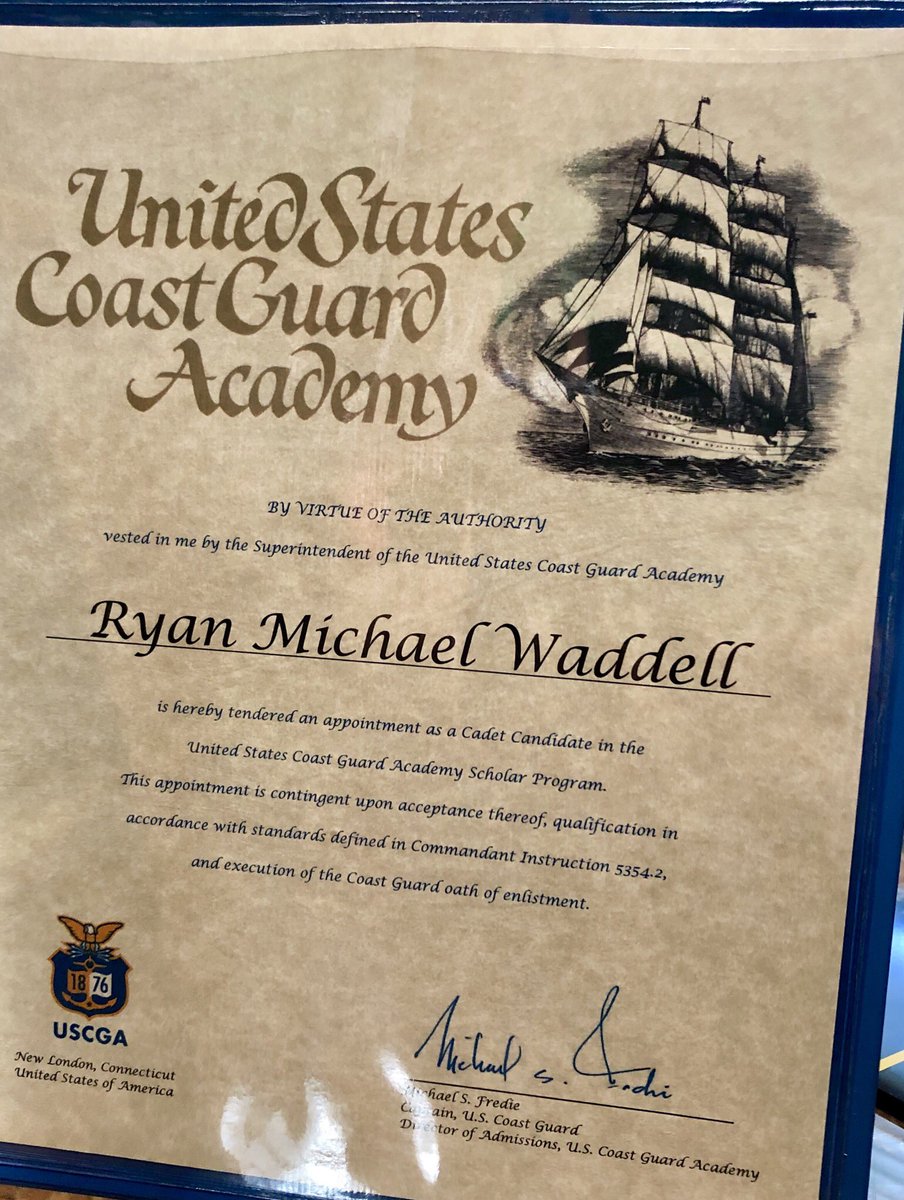 United States
Coast Guard
Academy
BY VIRTUE OF THE AUTHORITY
vested in me by the Superintendent of the United States Coast Guard Academy
Ryan Michael Waddell
is hereby tendered an appointment as a Cadet Candidate in the
United States Coast Guard Academy Scholar Program.
This appointment is contingent upon acceptance thereof, qualification in
accordance with standards defined in Commandant Instruction 5354.2,
and execution of the Coast Guard oath of enlistment.
18 76
USCGA
New London, Connecticut
United States of America
Michael S. Fredie
Michael S. Fredie
Captain, U.S. Coast Guard
Director of Admissions, U.S. Coast Guard Academy